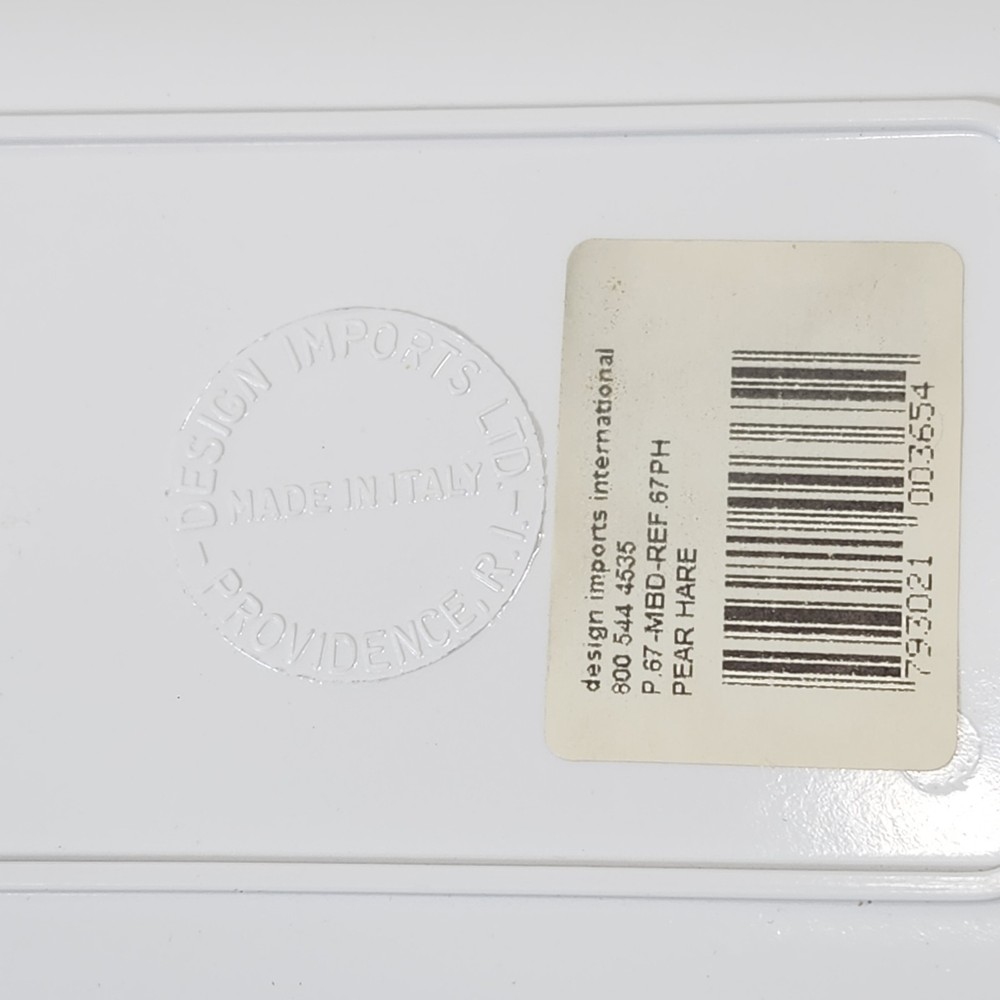 DESIGN IMPORTS LTD.
MADE IN ITALY
- PROVIDENCE, R.I. -
design imports international
800 544 4535
P.67-MBD-REF.67PH
PEAR HARE
793021 003654